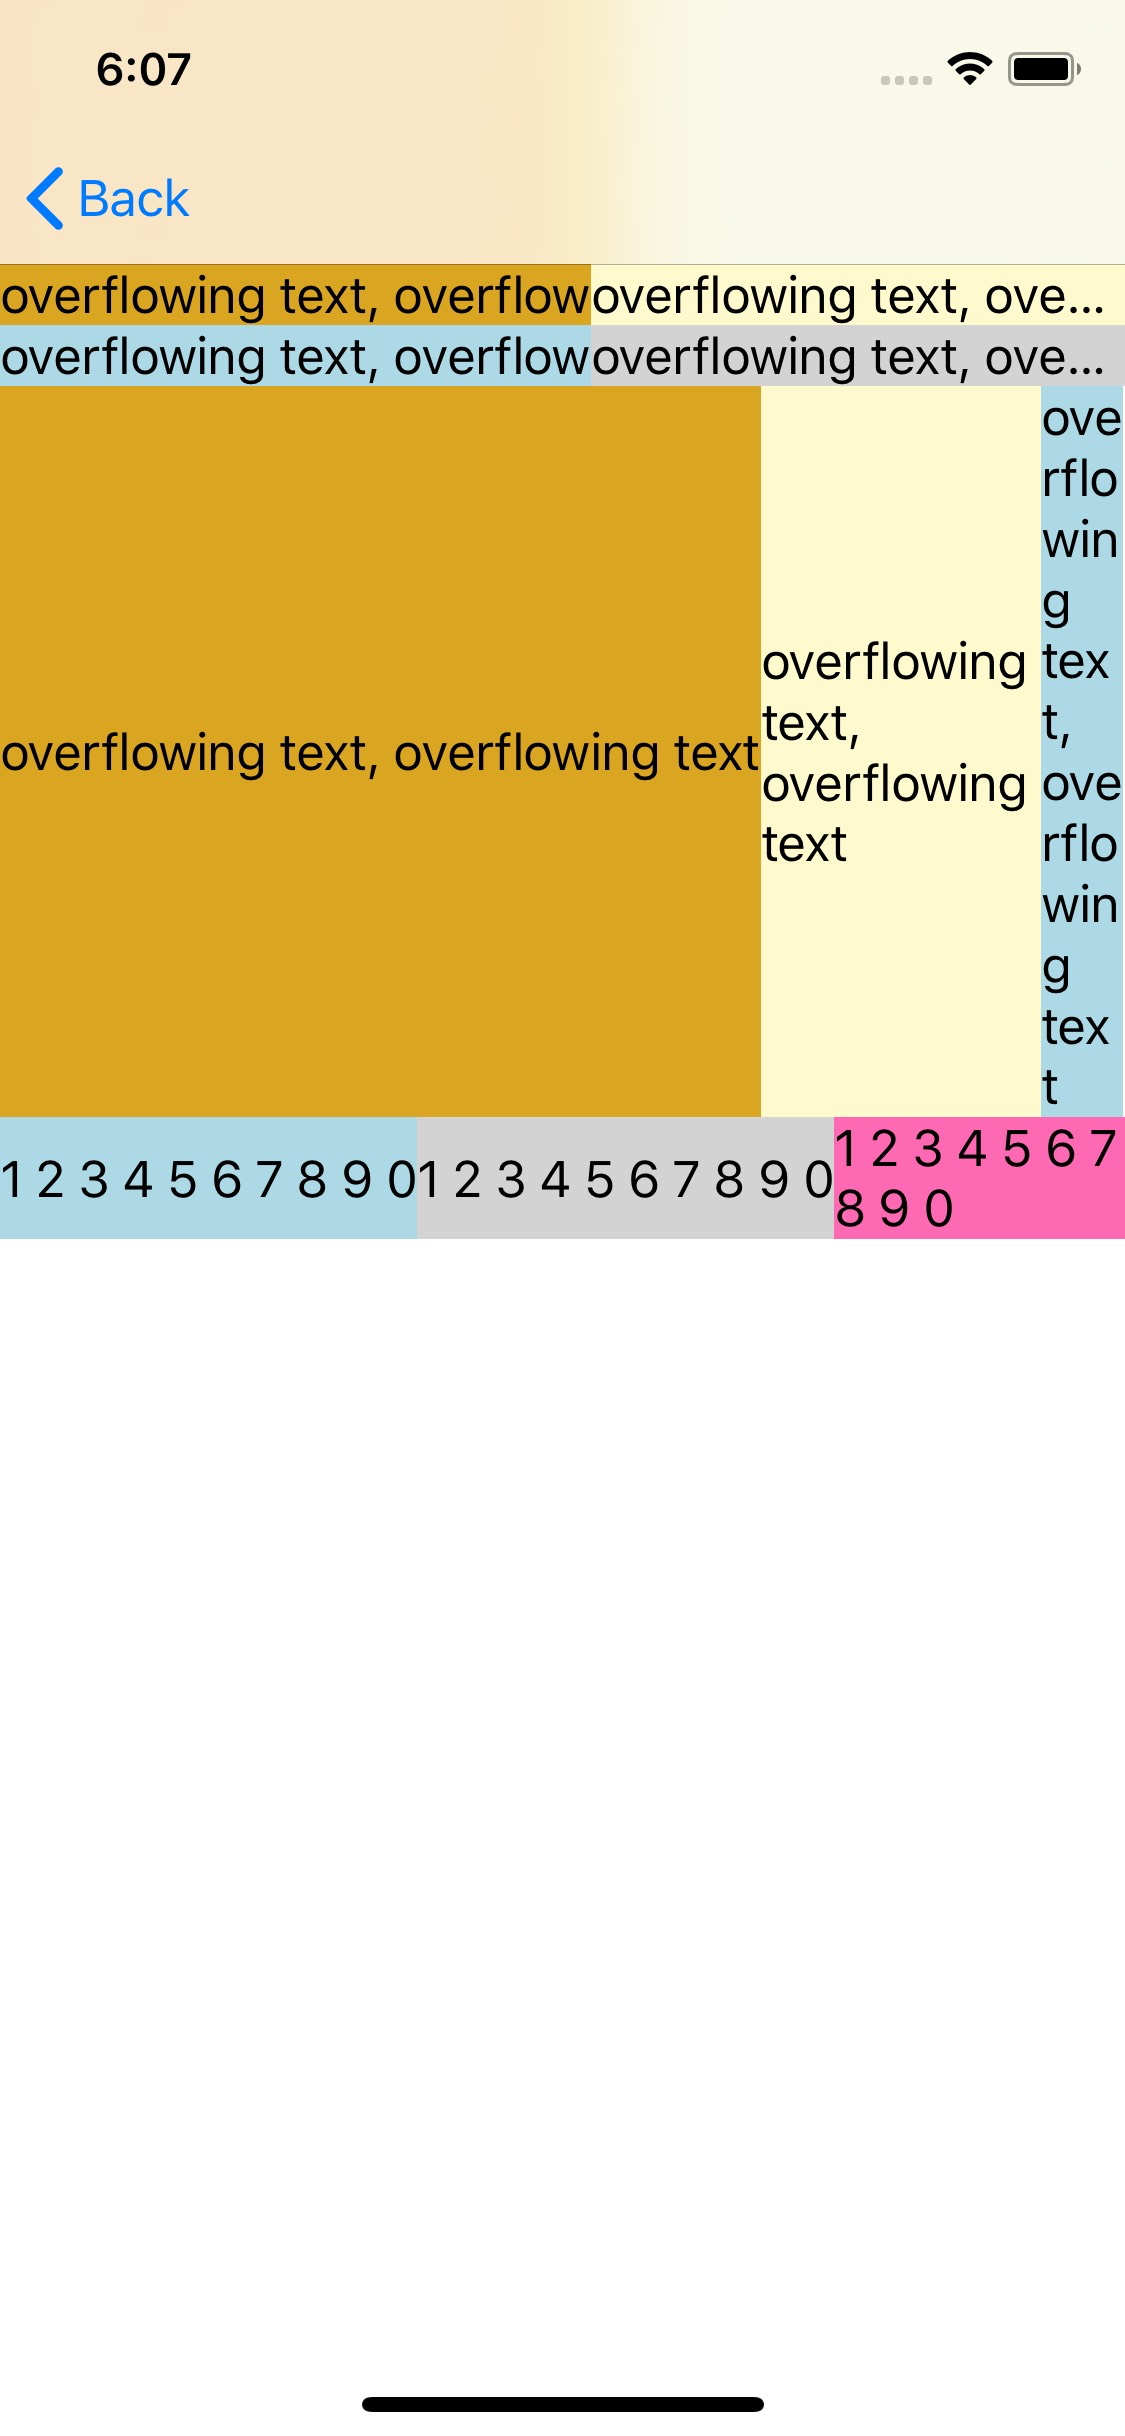 6:07
Back
overflowing text, overflow
overflowing text, ove...
overflowing text, overflow
overflowing text, ove...
overflowing text, overflowing text
overflowing
text,
overflowing
text
ove
rflo
win
g
tex
t,
ove
rflo
win
g
tex
t
1 2 3 4 5 6 7 8 9 0
1 2 3 4 5 6 7 8 9 0
1 2 3 4 5 6 7
8 9 0